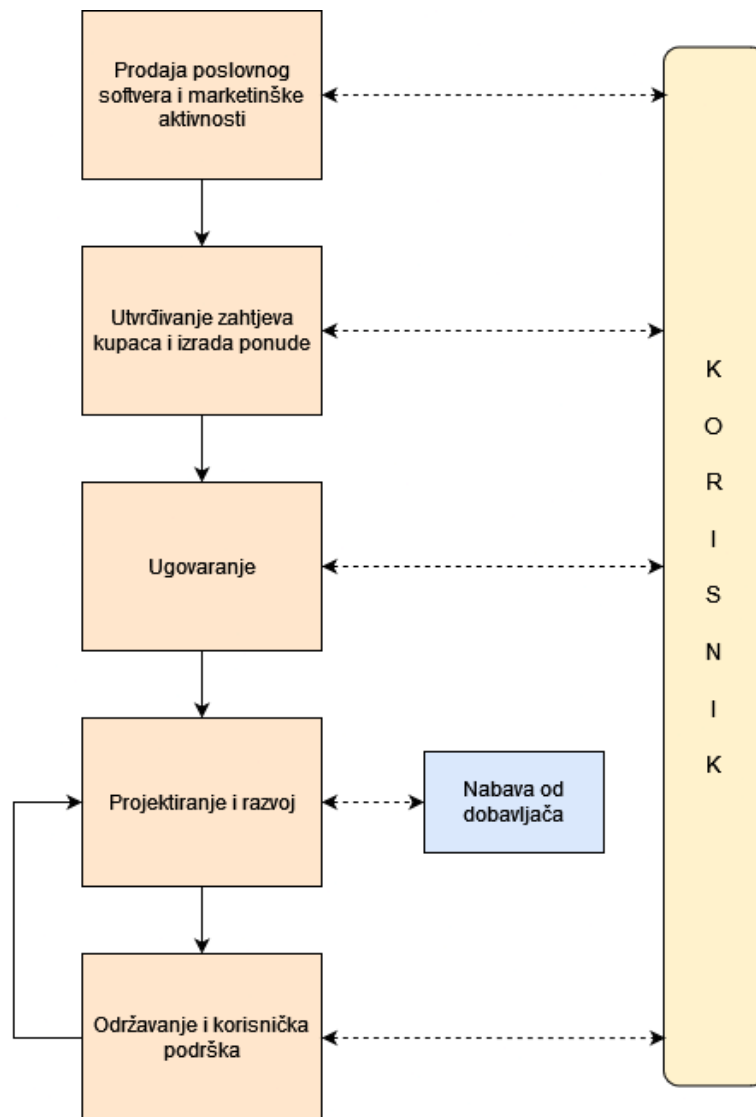 Prodaja poslovnog
softvera i marketinške
aktivnosti
Utvrđivanje zahtjeva
kupaca i izrada ponude
Ugovaranje
Projektiranje i razvoj
Nabava od
dobavljača
Održavanje i korisnička
podrška
K
O
R
I
S
N
I
K